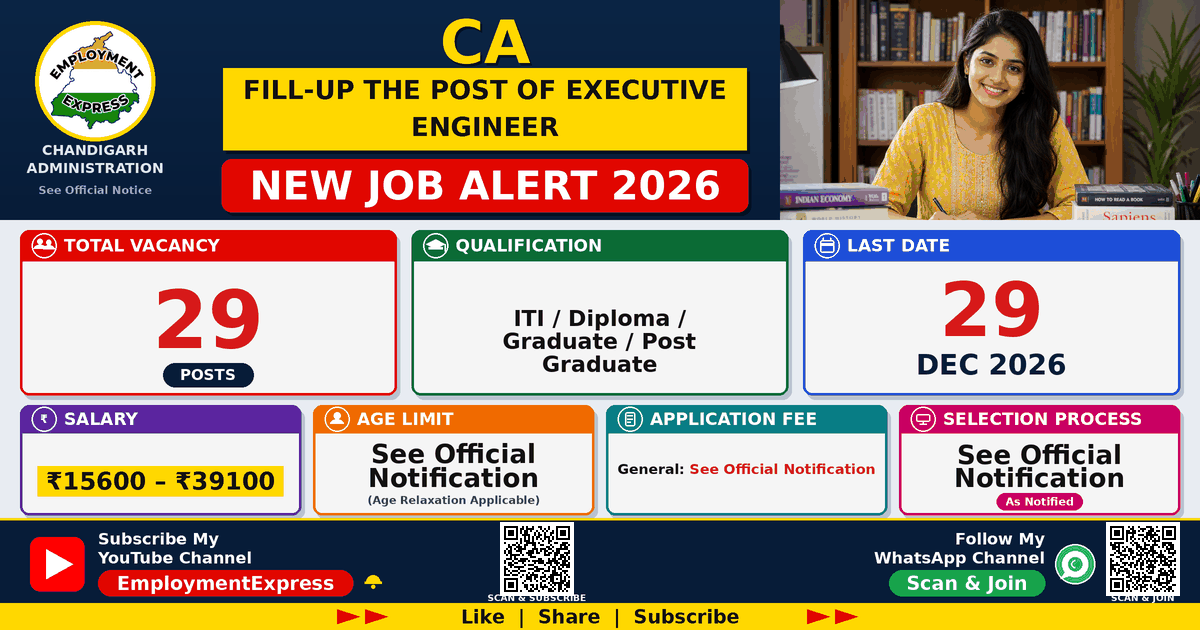 EMPLOYMENT
EXPRESS
CHANDIGARH
ADMINISTRATION
See Official Notice
CA
FILL-UP THE POST OF EXECUTIVE
ENGINEER
NEW JOB ALERT 2026
INDIAN ECONOMY
WORLD HISTORY
HOW TO READ A BOOK
Sapiens
TOTAL VACANCY
29
POSTS
QUALIFICATION
ITI / Diploma /
Graduate / Post
Graduate
LAST DATE
29
DEC 2026
₹ SALARY
₹15600 – ₹39100
AGE LIMIT
See Official
Notification
(Age Relaxation Applicable)
APPLICATION FEE
General: See Official Notification
SELECTION PROCESS
See Official
Notification
As Notified
Subscribe My
YouTube Channel
EmploymentExpress
SCAN & SUBSCRIBE
Follow My
WhatsApp Channel
Scan & Join
SCAN & JOIN
Like | Share | Subscribe